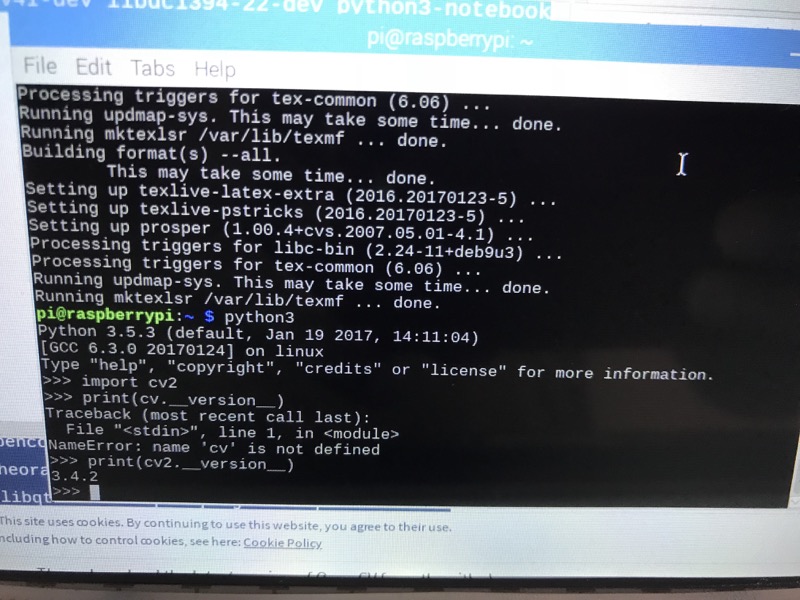 libdc1394-22-dev python3-notebook
pi@raspberrypi: ~
File Edit Tabs Help
Processing triggers for tex-common (6.06) ...
Running updmap-sys. This may take some time... done.
Running mktexlsr /var/lib/texmf ... done.
Building format(s) --all.
This may take some time... done.
Setting up texlive-latex-extra (2016.20170123-5) ...
Setting up texlive-pstricks (2016.20170123-5) ...
Setting up prosper (1.00.4+cvs.2007.05.01-4.1) ...
Processing triggers for libc-bin (2.24-11+deb9u3) ...
Processing triggers for tex-common (6.06) ...
Running updmap-sys. This may take some time... done.
Running mktexlsr /var/lib/texmf ... done.
pi@raspberrypi:~ $ python3
Python 3.5.3 (default, Jan 19 2017, 14:11:04)
[GCC 6.3.0 20170124] on linux
Type "help", "copyright", "credits" or "license" for more information.
>>> import cv2
>>> print(cv.__version__)
Traceback (most recent call last):
File "<stdin>", line 1, in <module>
NameError: name 'cv' is not defined
>>> print(cv2.__version__)
3.4.2
>>>
libqt
This site uses cookies. By continuing to use this website, you agree to their use.
ncluding how to control cookies, see here: Cookie Policy